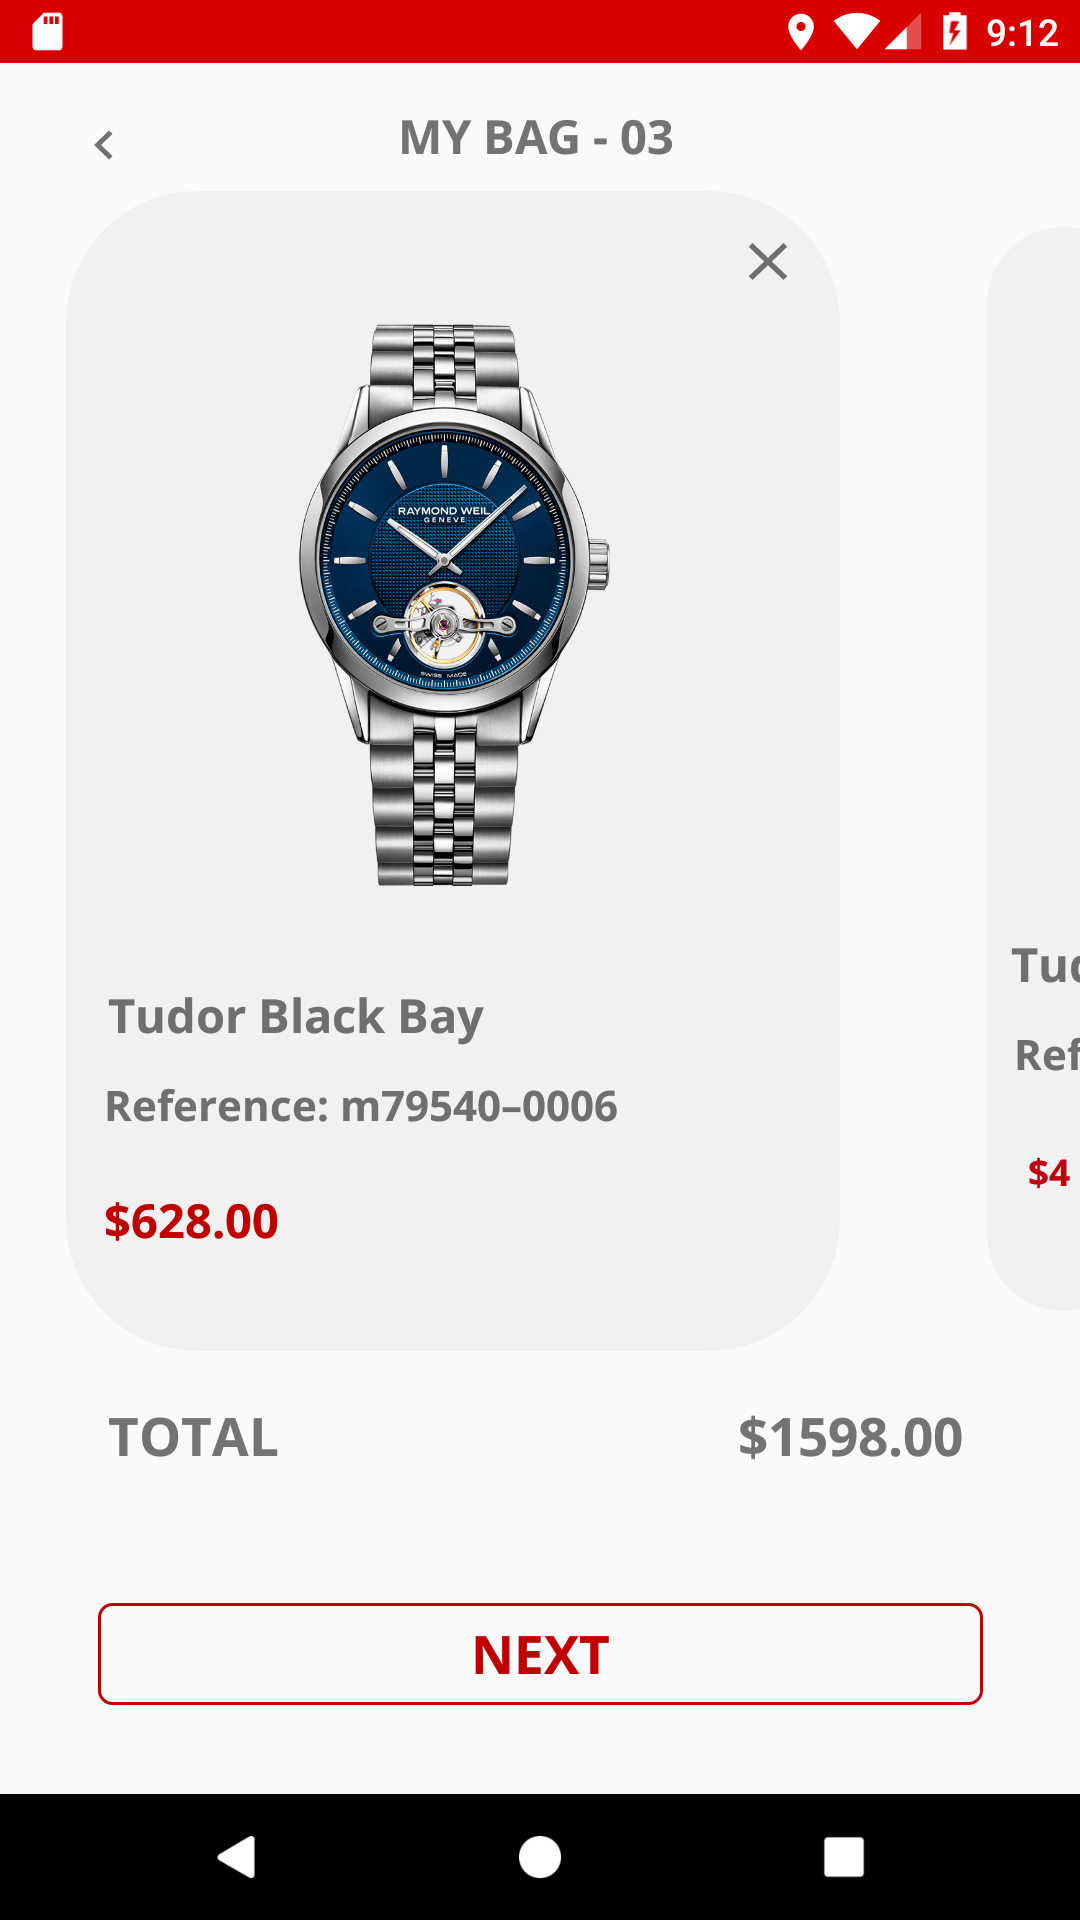 9:12
MY BAG - 03
RAYMOND WEIL
GENEVE
SWISS MADE
Tudor Black Bay
Reference: m79540–0006
$628.00
Tud
Ref
$4
TOTAL $1598.00
NEXT